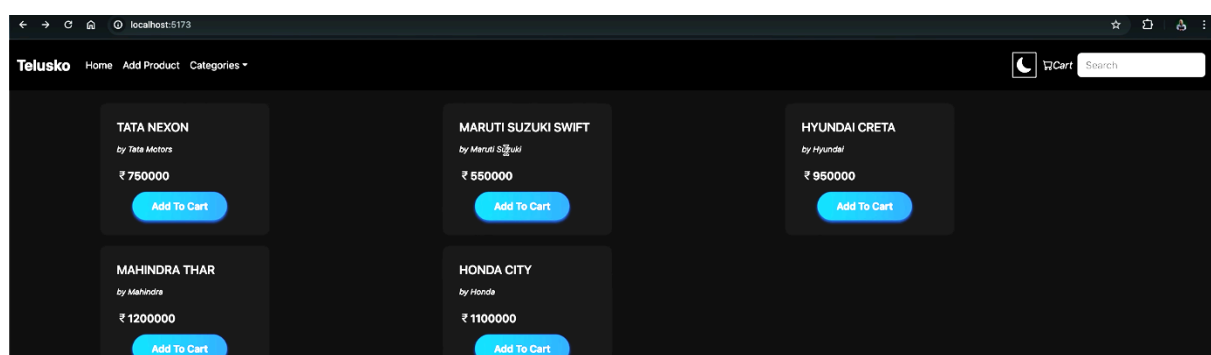 localhost:5173
Telusko Home Add Product Categories Cart Search
TATA NEXON
by Tata Motors
₹ 750000
Add To Cart
MARUTI SUZUKI SWIFT
by Maruti Suzuki
₹ 550000
Add To Cart
HYUNDAI CRETA
by Hyundai
₹ 950000
Add To Cart
MAHINDRA THAR
by Mahindra
₹ 1200000
Add To Cart
HONDA CITY
by Honda
₹ 1100000
Add To Cart